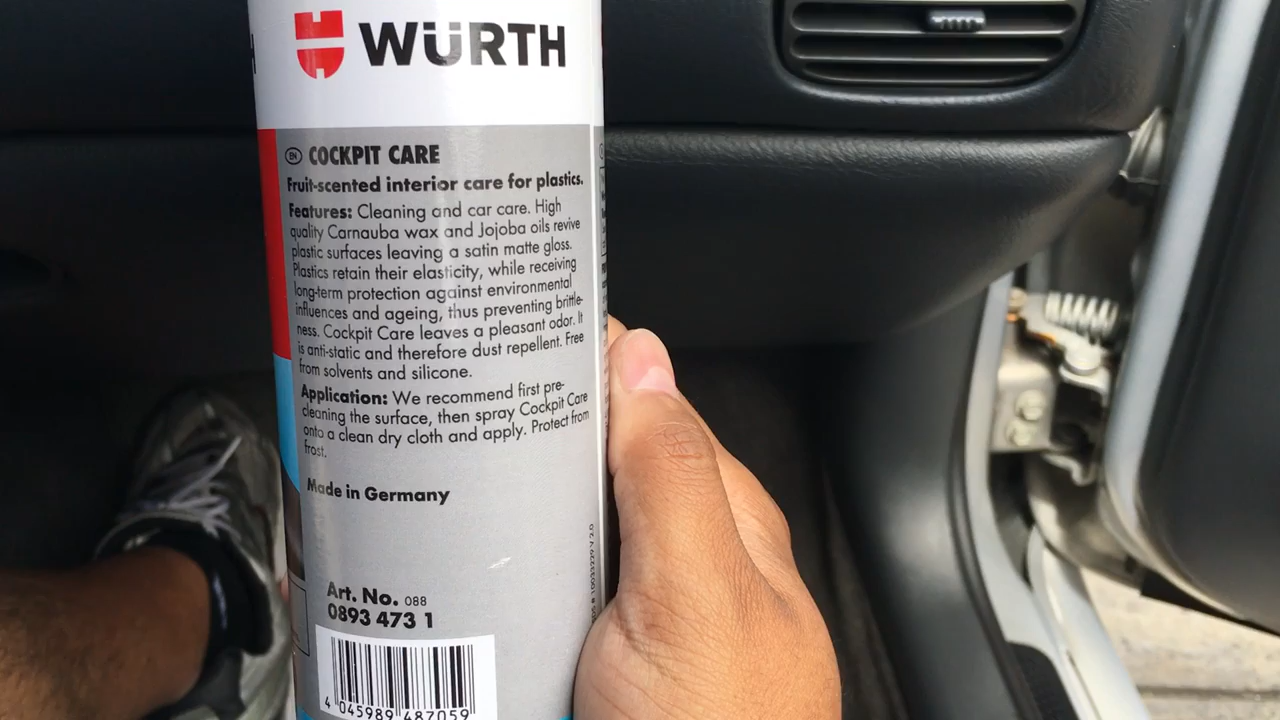 WÜRTH
EN COCKPIT CARE
Fruit-scented interior care for plastics.
Features: Cleaning and car care. High
quality Carnauba wax and Jojoba oils revive
plastic surfaces leaving a satin matte gloss.
Plastics retain their elasticity, while receiving
long-term protection against environmental
influences and ageing, thus preventing brittle-
ness. Cockpit Care leaves a pleasant odor. It
is anti-static and therefore dust repellent. Free
from solvents and silicone.
Application: We recommend first pre-
cleaning the surface, then spray Cockpit Care
onto a clean dry cloth and apply. Protect from
frost.
Made in Germany
Art. No. 088
0893 473 1
4 045989 487059